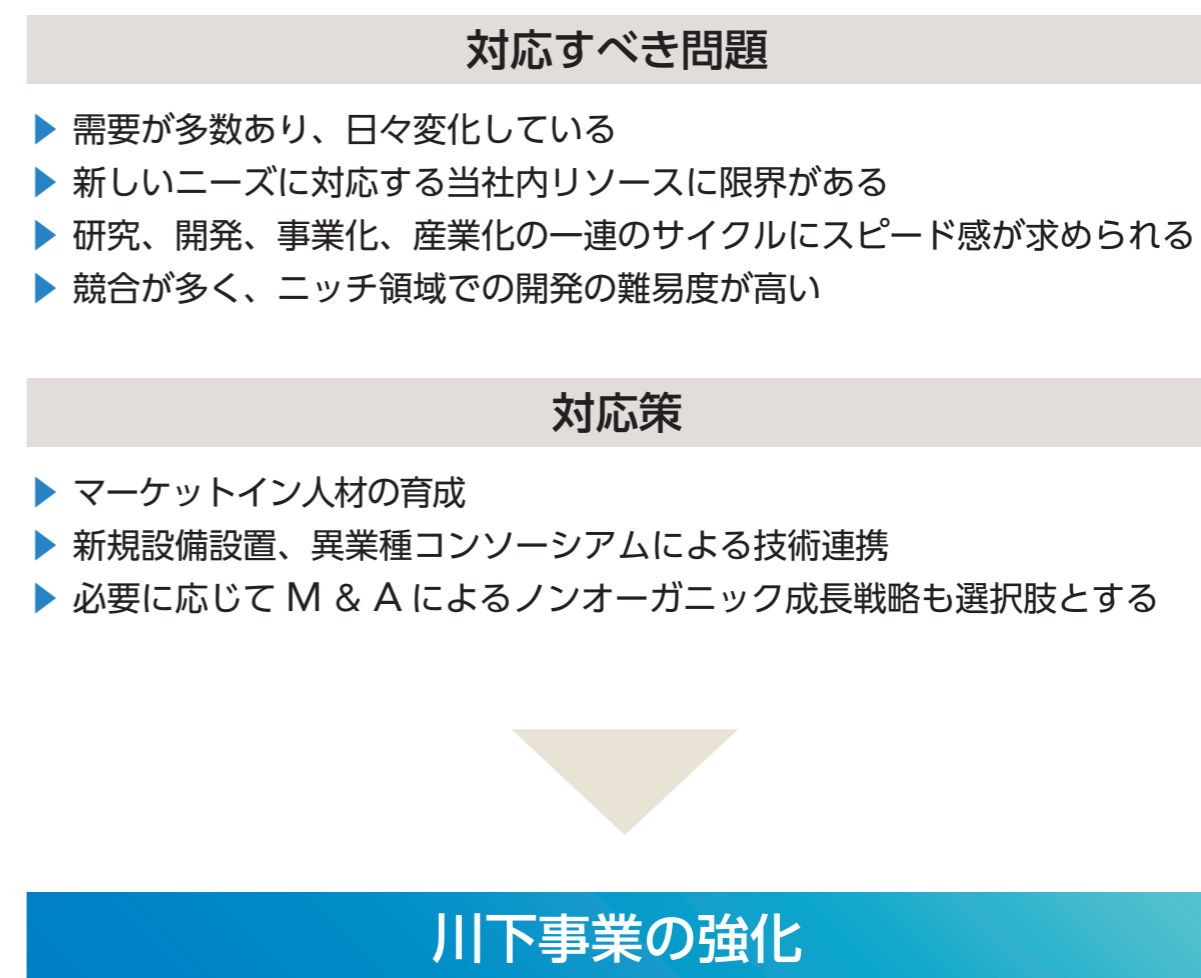 対応すべき問題
▶ 需要が多数あり、日々変化している
▶ 新しいニーズに対応する当社内リソースに限界がある
▶ 研究、開発、事業化、産業化の一連のサイクルにスピード感が求められる
▶ 競合が多く、ニッチ領域での開発の難易度が高い
対応策
▶ マーケットイン人材の育成
▶ 新規設備設置、異業種コンソーシアムによる技術連携
▶ 必要に応じて M & A によるノンオーガニック成長戦略も選択肢とする
川下事業の強化